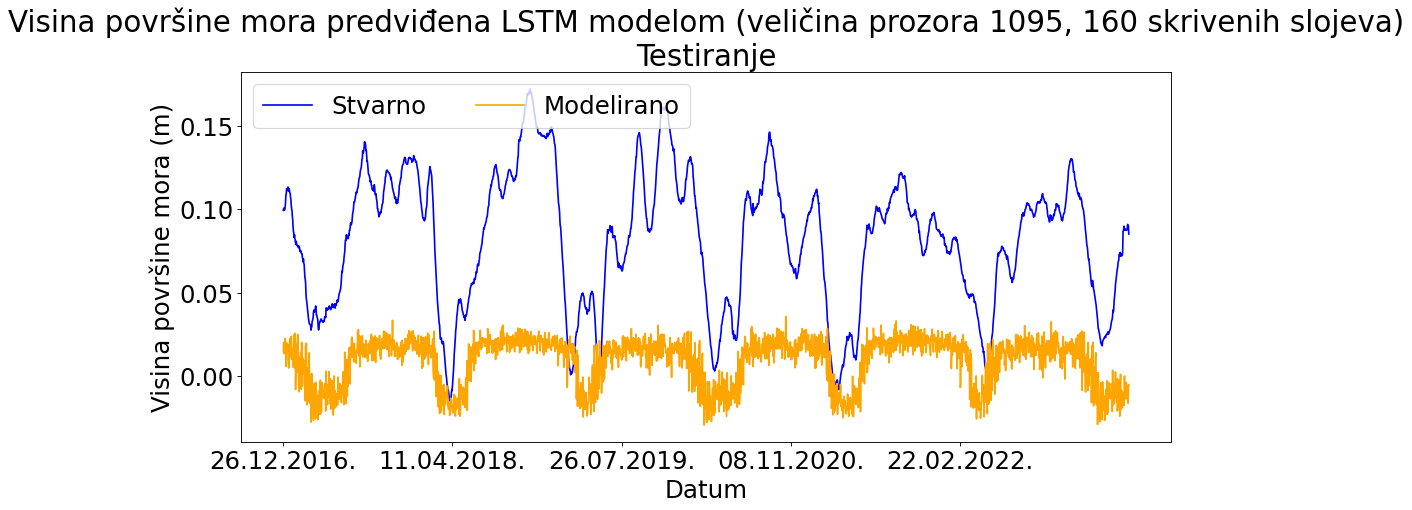 Visina površine mora predviđena LSTM modelom (veličina prozora 1095, 160 skrivenih slojeva)
Testiranje
Stvarno Modelirano
Visina površine mora (m)
0.15
0.10
0.05
0.00
26.12.2016. 11.04.2018. 26.07.2019. 08.11.2020. 22.02.2022.
Datum